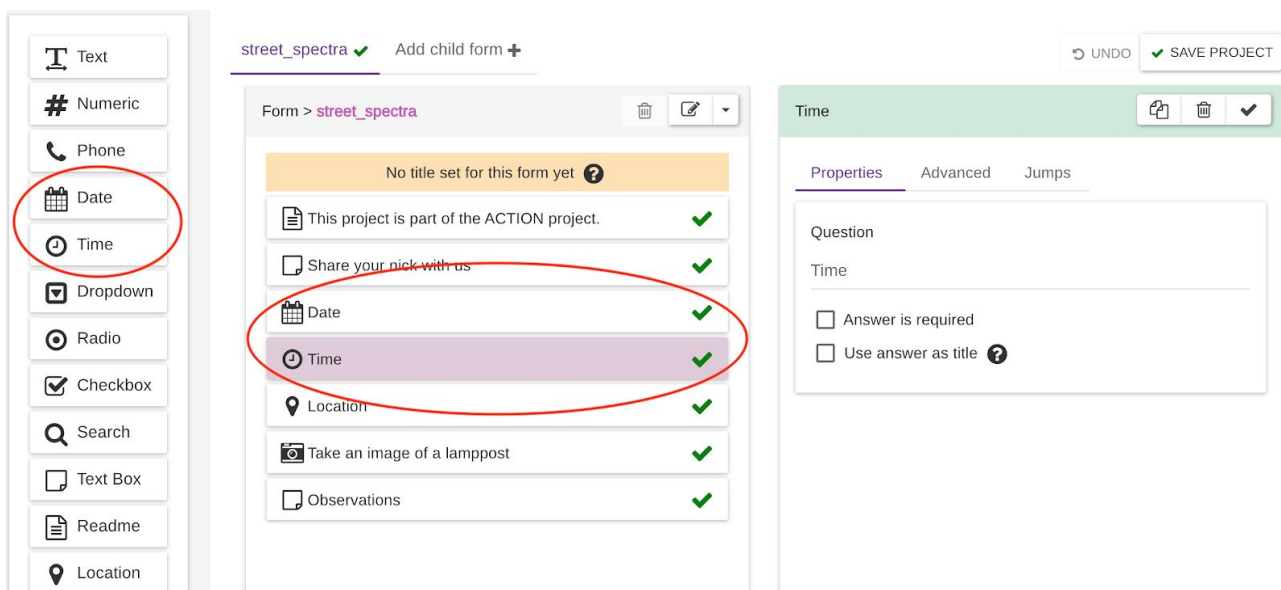 Text
Numeric
Phone
Date
Time
Dropdown
Radio
Checkbox
Search
Text Box
Readme
Location
street_spectra
Add child form
UNDO
SAVE PROJECT
Form > street_spectra
No title set for this form yet
This project is part of the ACTION project.
Share your nick with us
Date
Time
Location
Take an image of a lamppost
Observations
Time
Properties Advanced Jumps
Question
Time
Answer is required
Use answer as title